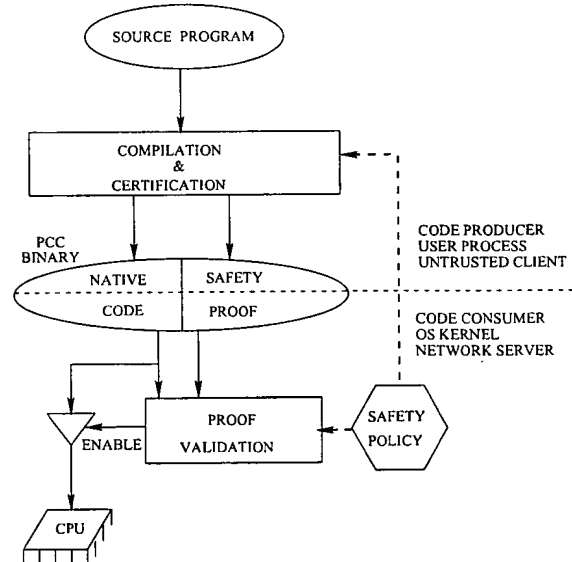 SOURCE PROGRAM
COMPILATION
&
CERTIFICATION
PCC
BINARY
NATIVE
CODE
SAFETY
PROOF
CODE PRODUCER
USER PROCESS
UNTRUSTED CLIENT
CODE CONSUMER
OS KERNEL
NETWORK SERVER
PROOF
VALIDATION
ENABLE
SAFETY
POLICY
CPU